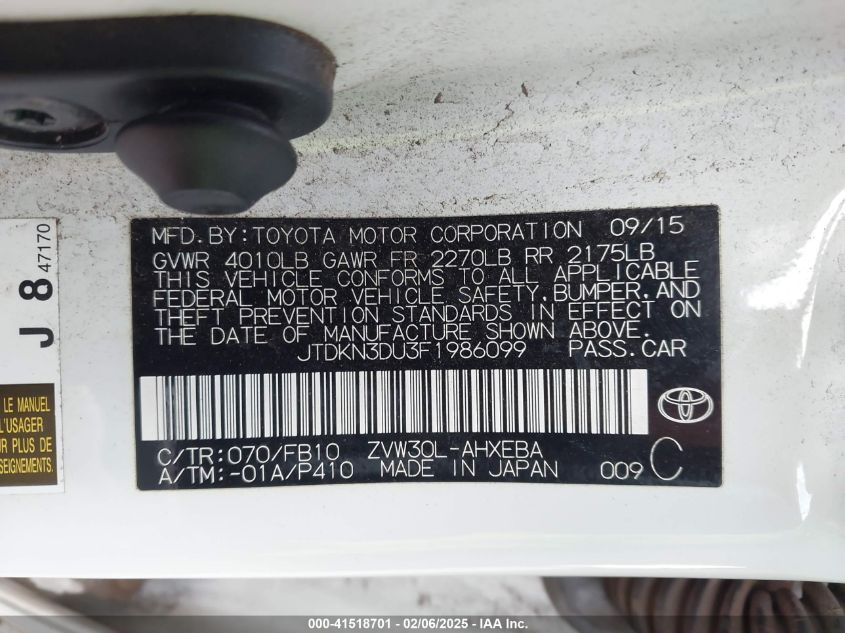 MFD. BY: TOYOTA MOTOR CORPORATION 09/15
GVWR 4010LB GAWR FR 2270LB RR 2175LB
THIS VEHICLE CONFORMS TO ALL APPLICABLE
FEDERAL MOTOR VEHICLE SAFETY, BUMPER, AND
THEFT PREVENTION STANDARDS IN EFFECT ON
THE DATE OF MANUFACTURE SHOWN ABOVE.
JTDKN3DU3F1986099 PASS.CAR
C/TR: 070/FB10 ZVW30L-AHXEBA
A/TM: -01A/P410 MADE IN JAPAN 009 C
J 8 47170
LE MANUEL
L'USAGER
PLUS DE
SEIGNEMENTS.
000-41518701 - 02/06/2025 - IAA Inc.